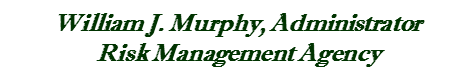 William J. Murphy, Administrator
Risk Management Agency